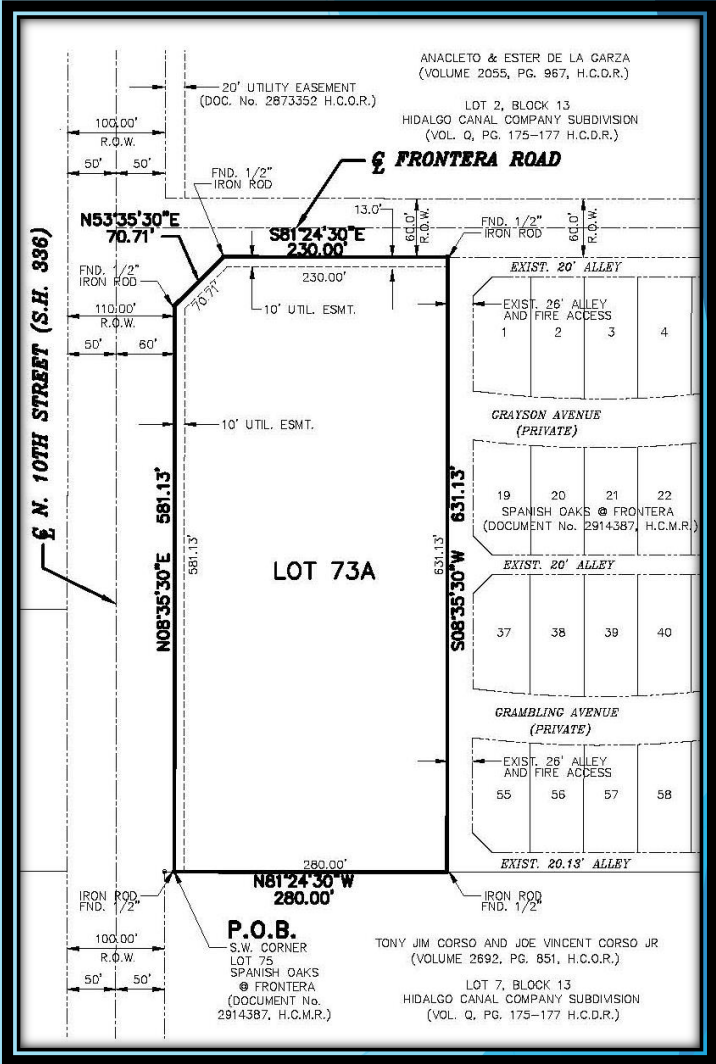 ANACLETO & ESTER DE LA GARZA
(VOLUME 2055, PG. 967, H.C.D.R.)
20' UTILITY EASEMENT
(DOC. No. 2873352 H.C.O.R.)
LOT 2, BLOCK 13
HIDALGO CANAL COMPANY SUBDIVISION
(VOL. Q, PG. 175-177 H.C.D.R.)
100.00'
R.O.W.
50' 50'
℄ FRONTERA ROAD
FND. 1/2"
IRON ROD
N53°35'30"E
70.71'
13.0'
60.0'
R.O.W.
60.0'
R.O.W.
S81°24'30"E
230.00'
FND. 1/2"
IRON ROD
FND. 1/2"
IRON ROD
230.00'
70.71'
EXIST. 20' ALLEY
110.00'
R.O.W.
50' 60'
10' UTIL. ESMT.
EXIST. 26' ALLEY
AND FIRE ACCESS
1 2 3 4
℄ N. 10TH STREET (S.H. 336)
GRAYSON AVENUE
(PRIVATE)
10' UTIL. ESMT.
N08°35'30"E 581.13'
581.13'
LOT 73A
631.13'
S08°35'30"W 631.13'
19 20 21 22
SPANISH OAKS @ FRONTERA
(DOCUMENT No. 2914387, H.C.M.R.)
EXIST. 20' ALLEY
37 38 39 40
GRAMBLING AVENUE
(PRIVATE)
EXIST. 26' ALLEY
AND FIRE ACCESS
55 56 57 58
EXIST. 20.13' ALLEY
280.00'
N81°24'30"W
280.00'
IRON ROD
FND. 1/2"
IRON ROD
FND. 1/2"
P.O.B.
S.W. CORNER
LOT 75
SPANISH OAKS
@ FRONTERA
(DOCUMENT No.
2914387, H.C.M.R.)
100.00'
R.O.W.
50' 50'
TONY JIM CORSO AND JOE VINCENT CORSO JR
(VOLUME 2692, PG. 851, H.C.O.R.)
LOT 7, BLOCK 13
HIDALGO CANAL COMPANY SUBDIVISION
(VOL. Q, PG. 175-177 H.C.D.R.)